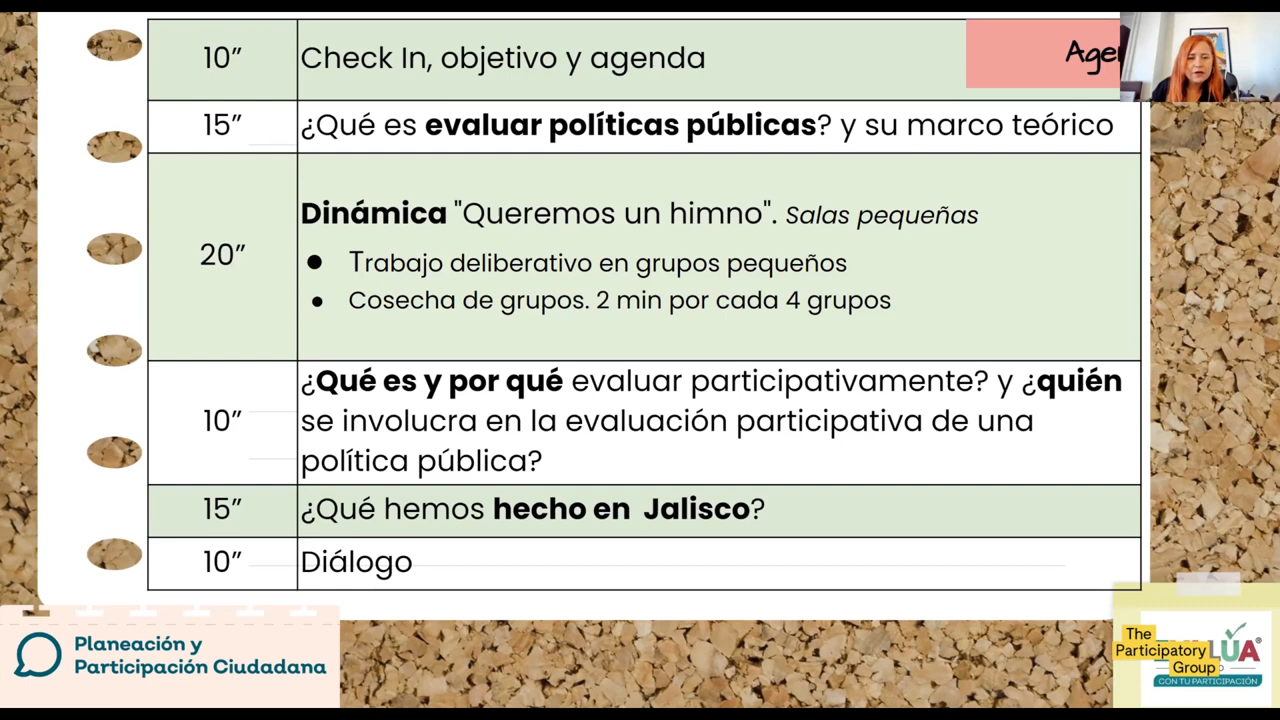 10” Check In, objetivo y agenda
15” ¿Qué es evaluar políticas públicas? y su marco teórico
20” Dinámica "Queremos un himno". Salas pequeñas
● Trabajo deliberativo en grupos pequeños
● Cosecha de grupos. 2 min por cada 4 grupos
10” ¿Qué es y por qué evaluar participativamente? y ¿quién
se involucra en la evaluación participativa de una
política pública?
15” ¿Qué hemos hecho en Jalisco?
10” Diálogo
Planeación y
Participación Ciudadana
The
Participatory
Group
CON TU PARTICIPACIÓN